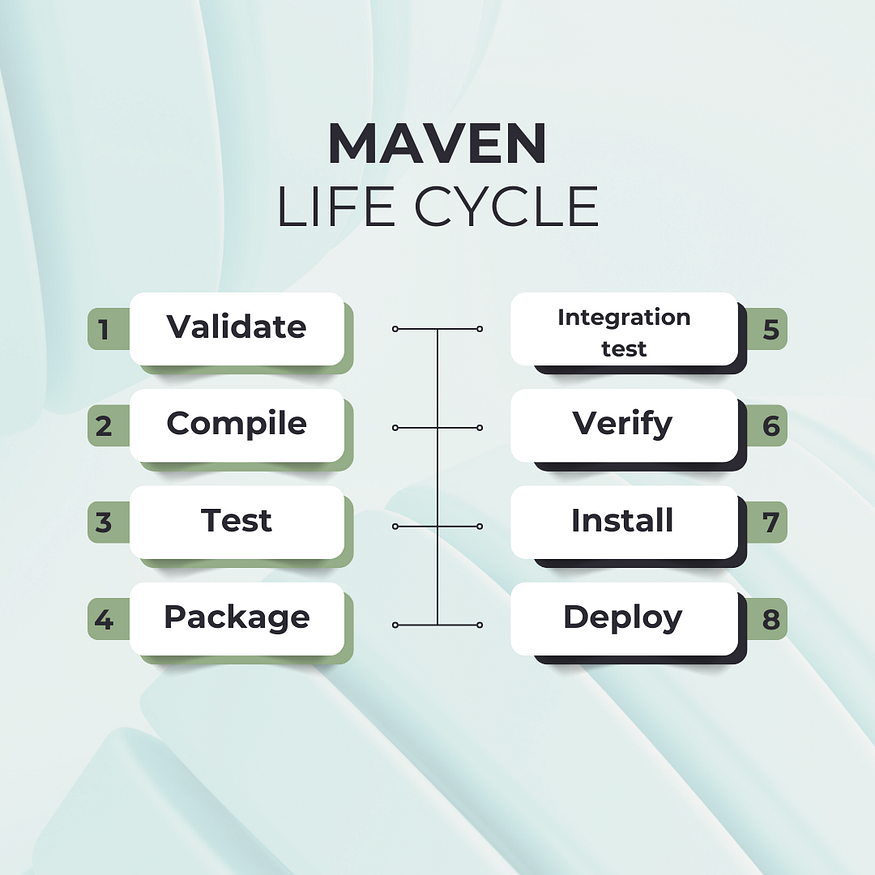 MAVEN
LIFE CYCLE
1 Validate
2 Compile
3 Test
4 Package
Integration
test 5
Verify 6
Install 7
Deploy 8